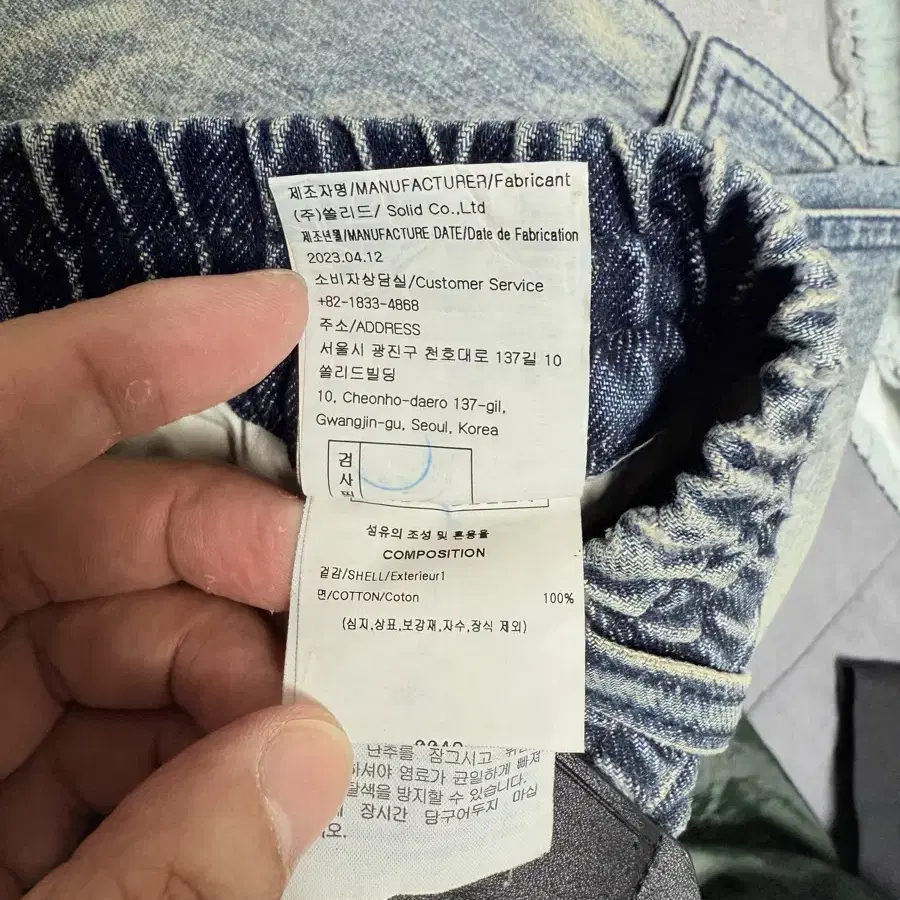 제조자명/MANUFACTURER/Fabricant
(주)쏠리드/ Solid Co.,Ltd
제조년월/MANUFACTURE DATE/Date de Fabrication
2023.04.12
소비자상담실/Customer Service
+82-1833-4868
주소/ADDRESS
서울시 광진구 천호대로 137길 10
쏠리드빌딩
10, Cheonho-daero 137-gil,
Gwangjin-gu, Seoul, Korea
검
사
섬유의 조성 및 혼용율
COMPOSITION
겉감/SHELL/Exterieur1
면/COTTON/Coton 100%
(심지,상표,보강재,자수,장식 제외)
난주를 잠그시고
하셔야 염료가 균일하게 빠져
탈색을 방지할 수 있습니다.
장시간 담궈두지 마십
오.